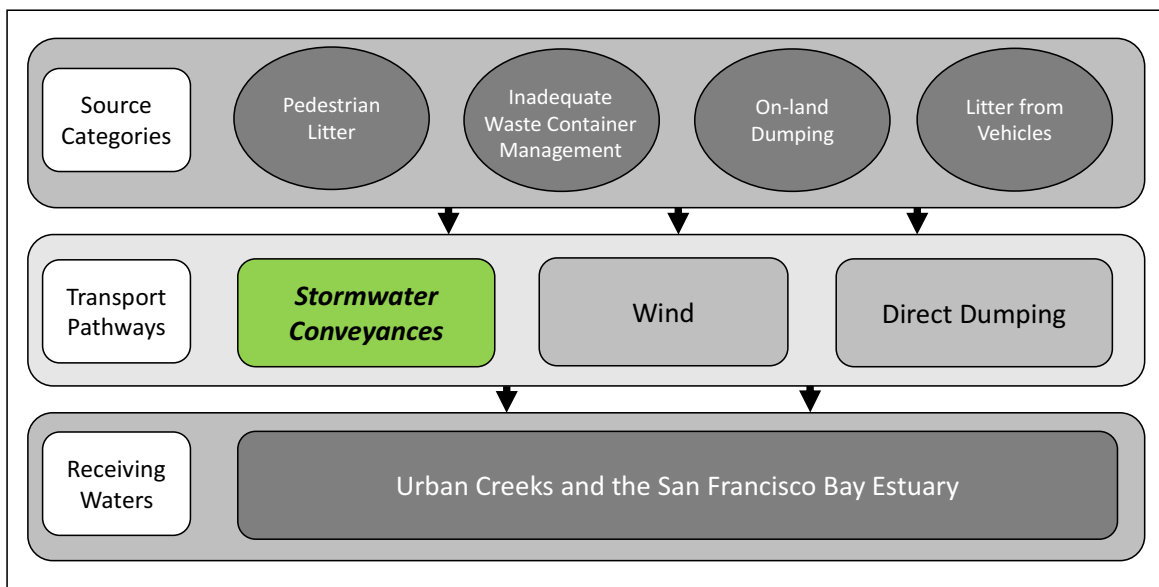 Source
Categories
Pedestrian
Litter
Inadequate
Waste Container
Management
On-land
Dumping
Litter from
Vehicles
Transport
Pathways
Stormwater
Conveyances
Wind
Direct Dumping
Receiving
Waters
Urban Creeks and the San Francisco Bay Estuary